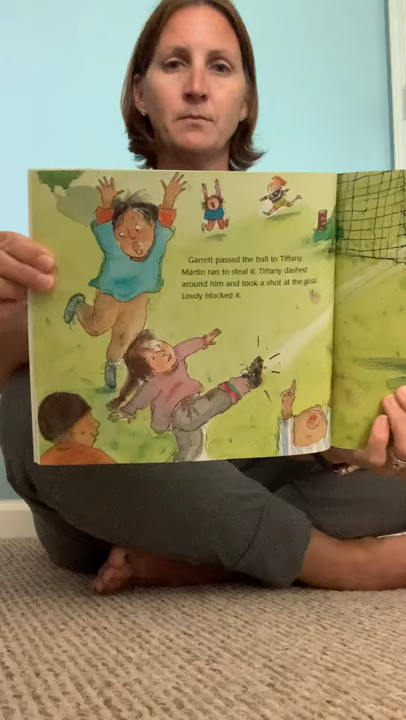 Garrett passed the ball to Tiffany.
Martin ran to steal it. Tiffany dashed
around him and took a shot at the goal.
Lovdy blocked it.